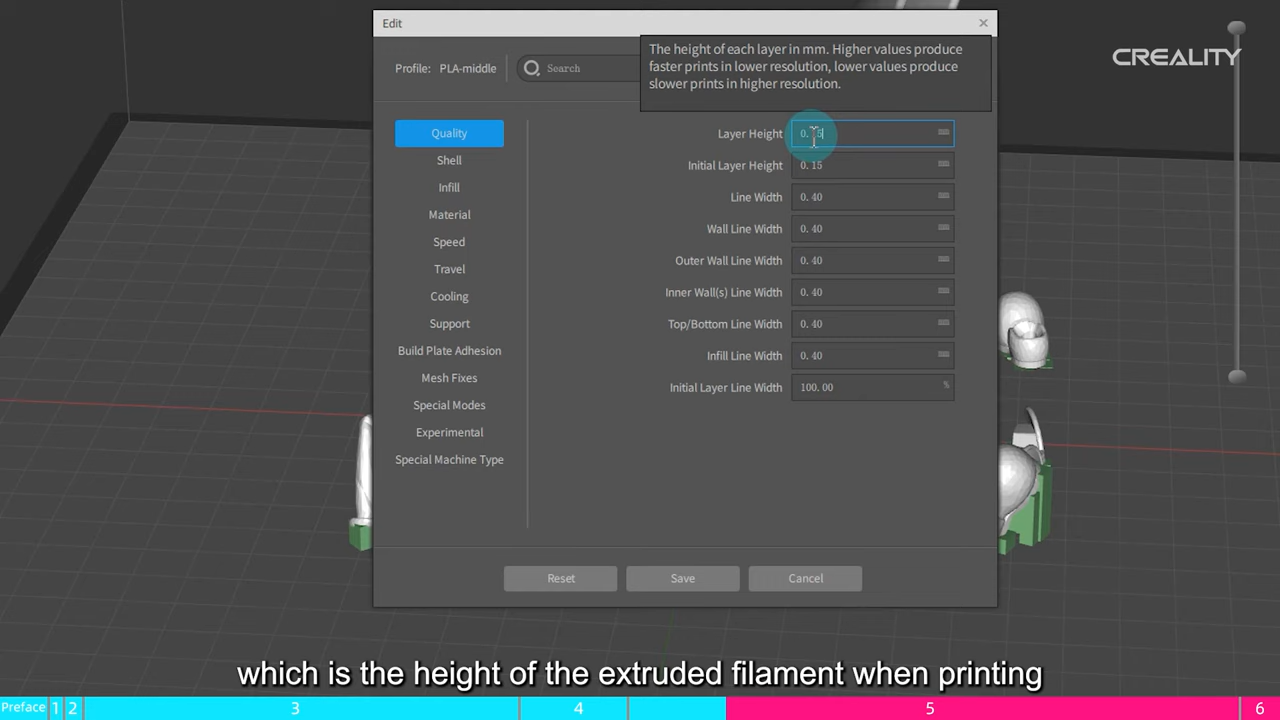 Edit
CREALITY
The height of each layer in mm. Higher values produce
faster prints in lower resolution, lower values produce
slower prints in higher resolution.
Profile: PLA-middle
Search
Quality
Shell
Infill
Material
Speed
Travel
Cooling
Support
Build Plate Adhesion
Mesh Fixes
Special Modes
Experimental
Special Machine Type
Layer Height
Initial Layer Height 0.15
Line Width 0.40
Wall Line Width 0.40
Outer Wall Line Width 0.40
Inner Wall(s) Line Width 0.40
Top/Bottom Line Width 0.40
Infill Line Width 0.40
Initial Layer Line Width 100.00 %
Reset Save Cancel
which is the height of the extruded filament when printing
Preface 1 2 3 4 5 6